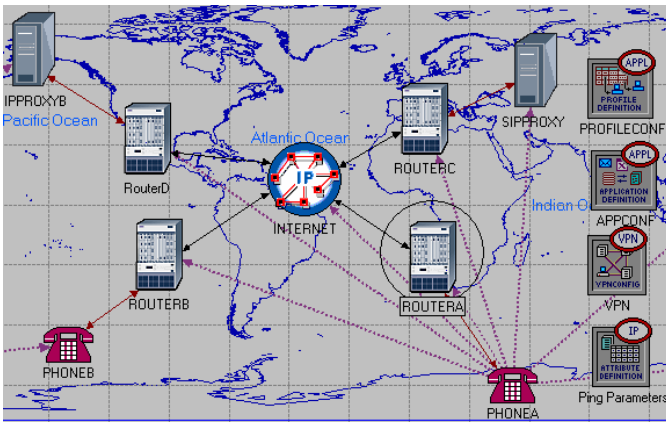 APPL
PROFILE
DEFINITION
PROFILECONF
IPPROXYB
SIPPROXY
Pacific Ocean
Atlantic Ocean
ROUTERC
RouterD
APPL
APPLICATION
DEFINITION
APPCONF
IP
INTERNET
Indian O
VPN
VPNCONFIG
VPN
ROUTERB
ROUTERA
IP
ATTRIBUTE
DEFINITION
Ping Parameters
PHONEB
PHONEA